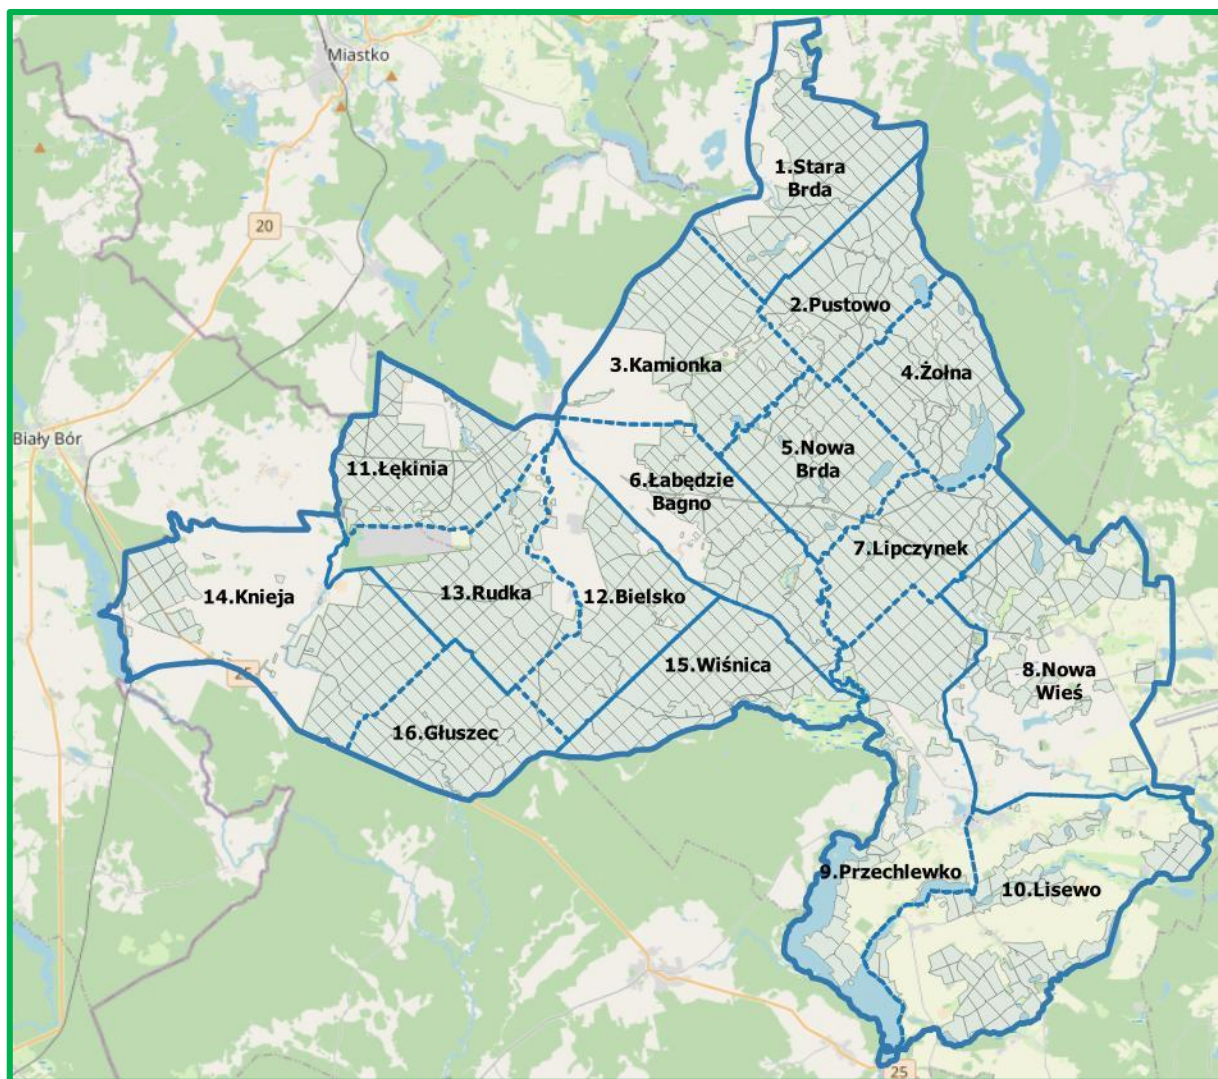 Miastko
1.Stara
Brda
20
2.Pustowo
3.Kamionka
4.Żołna
Biały Bór
5.Nowa
Brda
11.Łękinia
6.Łabędzie
Bagno
7.Lipczynek
14.Knieja
13.Rudka
12.Bielsko
15.Wiśnica
25
8.Nowa
Wieś
16.Głuszec
9.Przechlewko
10.Lisewo
25